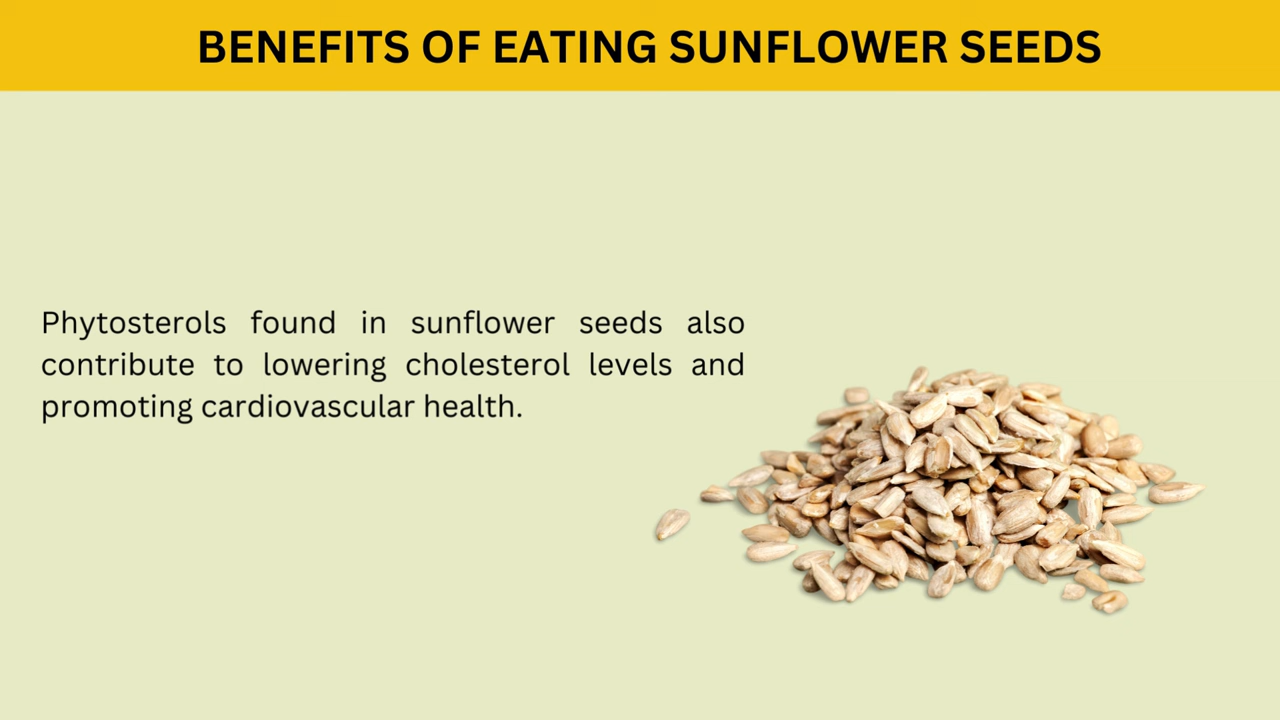 BENEFITS OF EATING SUNFLOWER SEEDS
Phytosterols found in sunflower seeds also
contribute to lowering cholesterol levels and
promoting cardiovascular health.